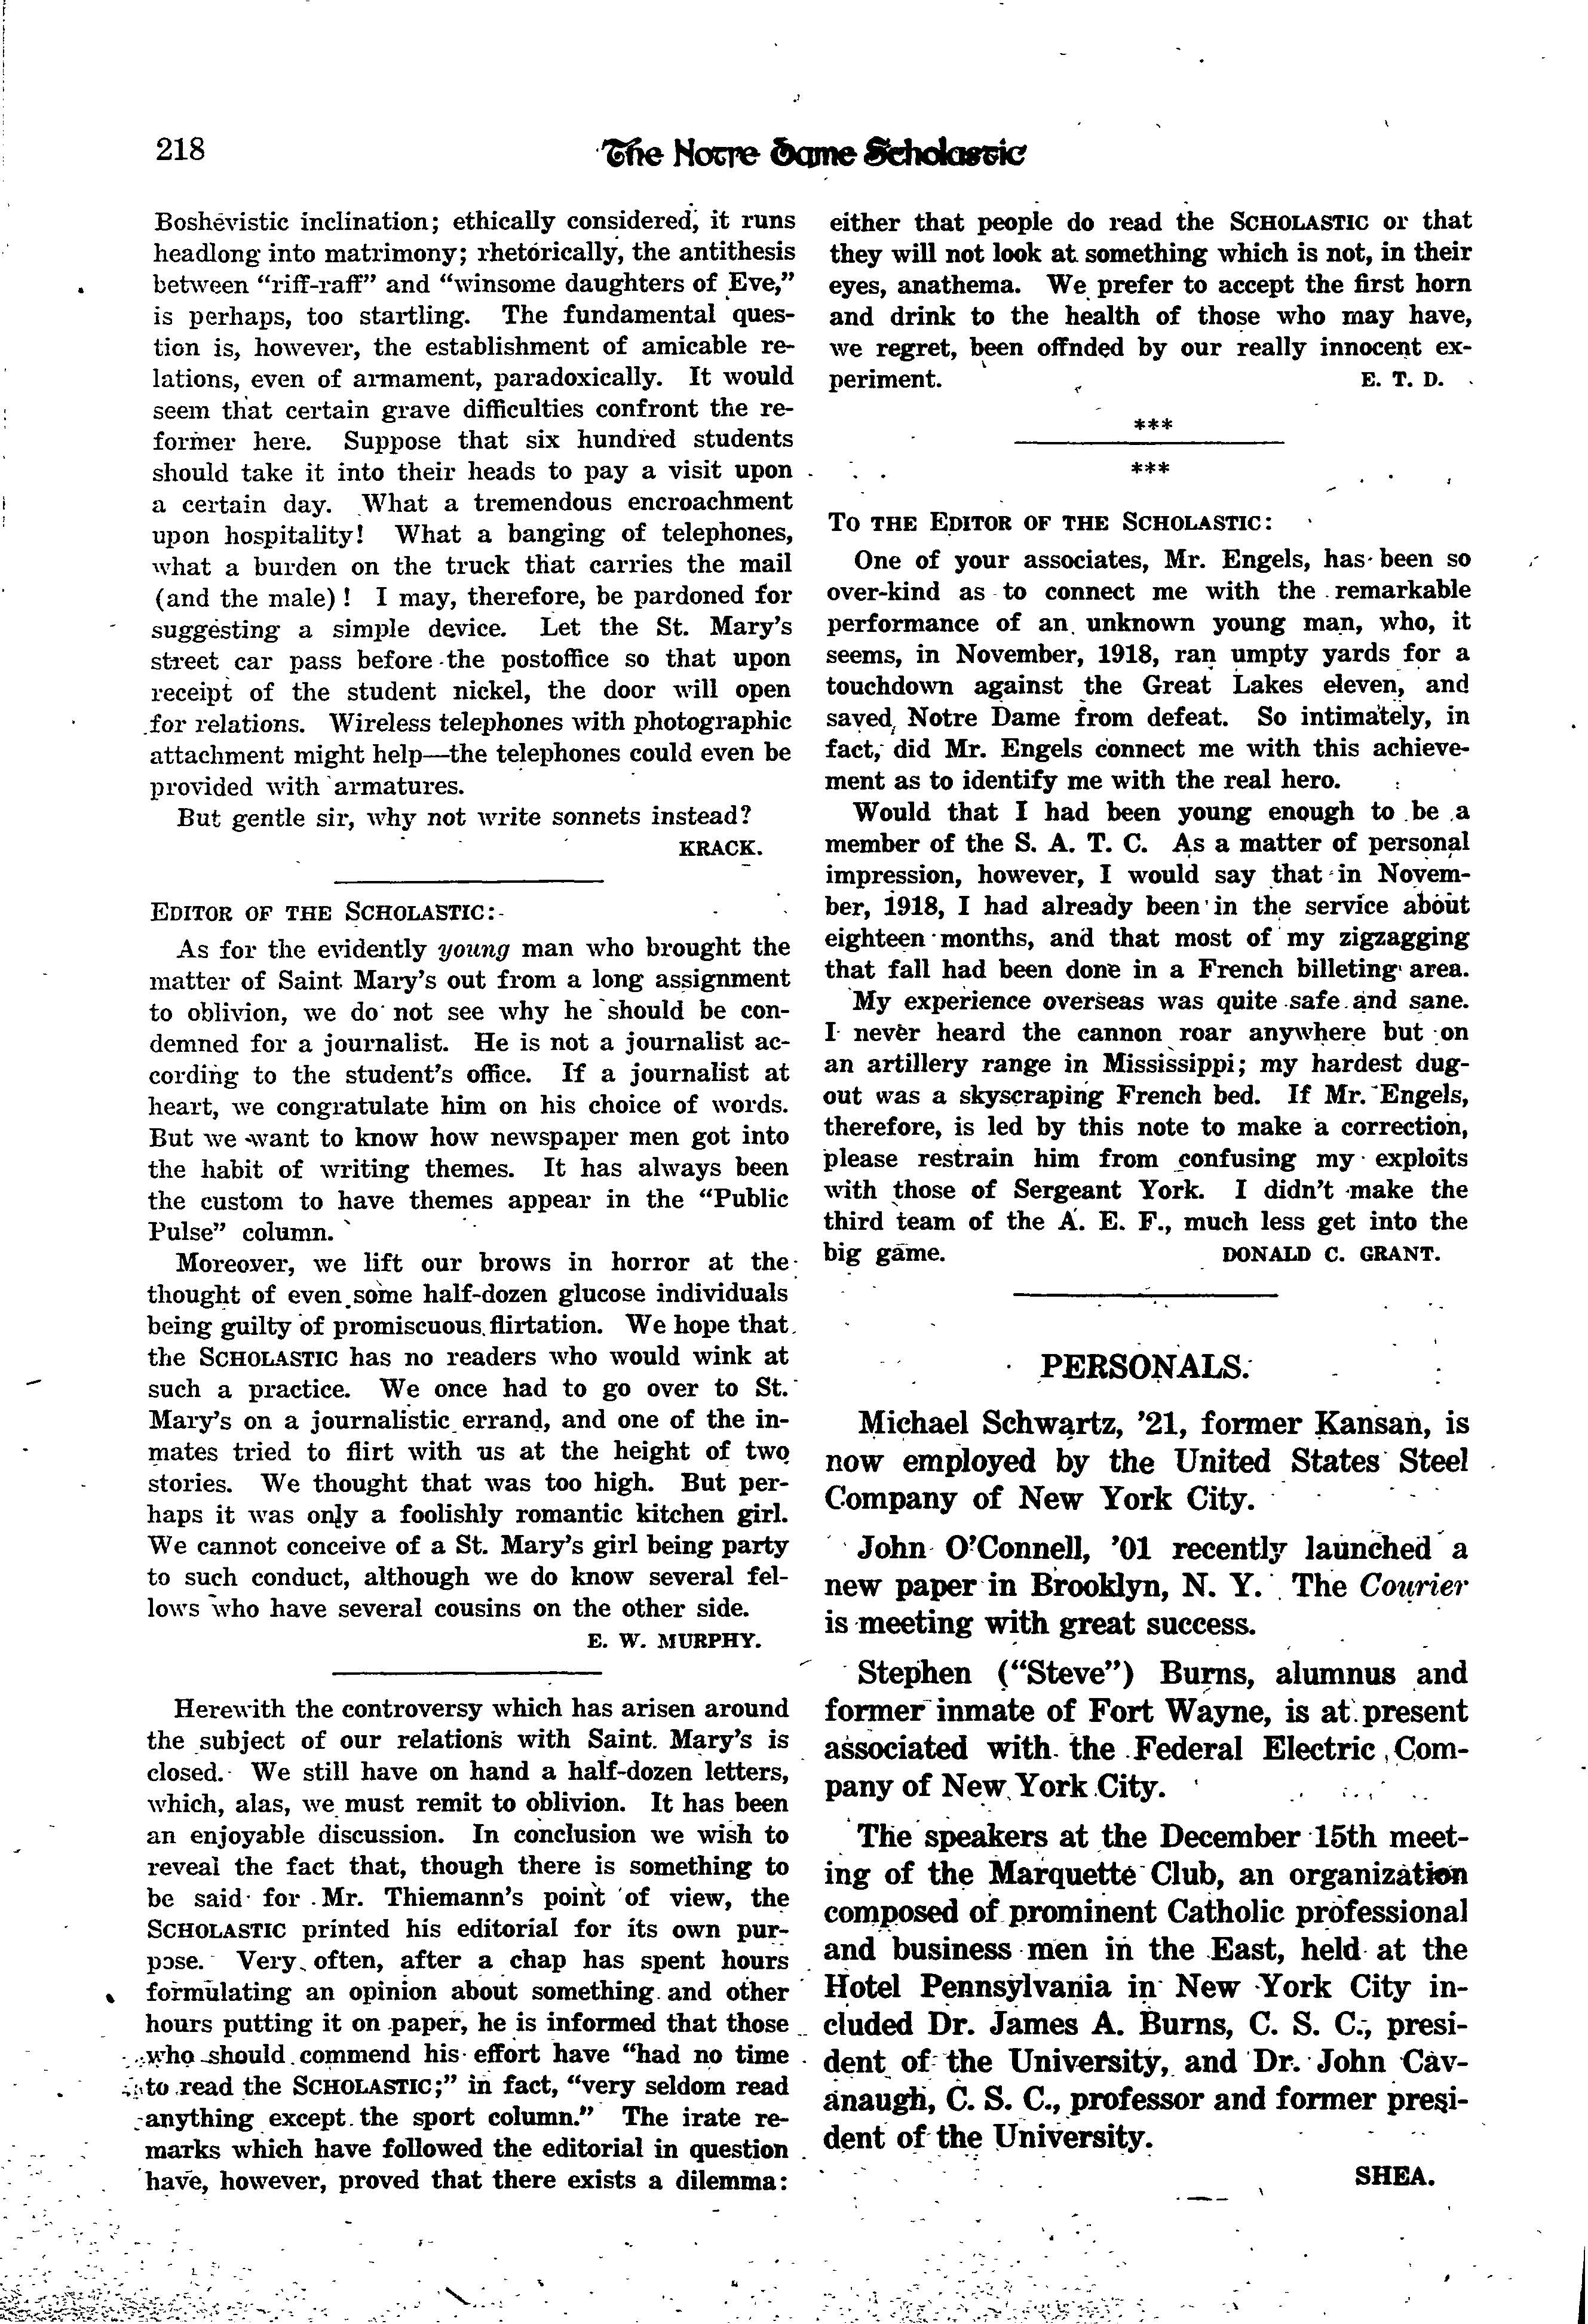 218
The Notre Dame Scholastic
Boshevistic inclination; ethically considered, it runs
headlong into matrimony; rhetorically, the antithesis
between "riff-raff" and "winsome daughters of Eve,"
is perhaps, too startling. The fundamental ques-
tion is, however, the establishment of amicable re-
lations, even of armament, paradoxically. It would
seem that certain grave difficulties confront the re-
former here. Suppose that six hundred students
should take it into their heads to pay a visit upon
a certain day. What a tremendous encroachment
upon hospitality! What a banging of telephones,
what a burden on the truck that carries the mail
(and the male)! I may, therefore, be pardoned for
suggesting a simple device. Let the St. Mary's
street car pass before the postoffice so that upon
receipt of the student nickel, the door will open
for relations. Wireless telephones with photographic
attachment might help—the telephones could even be
provided with armatures.
But gentle sir, why not write sonnets instead?
KRACK.
EDITOR OF THE SCHOLASTIC:
As for the evidently young man who brought the
matter of Saint Mary's out from a long assignment
to oblivion, we do not see why he should be con-
demned for a journalist. He is not a journalist ac-
cording to the student's office. If a journalist at
heart, we congratulate him on his choice of words.
But we want to know how newspaper men got into
the habit of writing themes. It has always been
the custom to have themes appear in the "Public
Pulse" column.
Moreover, we lift our brows in horror at the
thought of even some half-dozen glucose individuals
being guilty of promiscuous flirtation. We hope that
the SCHOLASTIC has no readers who would wink at
such a practice. We once had to go over to St.
Mary's on a journalistic errand, and one of the in-
mates tried to flirt with us at the height of two
stories. We thought that was too high. But per-
haps it was only a foolishly romantic kitchen girl.
We cannot conceive of a St. Mary's girl being party
to such conduct, although we do know several fel-
lows who have several cousins on the other side.
E. W. MURPHY.
Herewith the controversy which has arisen around
the subject of our relations with Saint Mary's is
closed. We still have on hand a half-dozen letters,
which, alas, we must remit to oblivion. It has been
an enjoyable discussion. In conclusion we wish to
reveal the fact that, though there is something to
be said for Mr. Thiemann's point of view, the
SCHOLASTIC printed his editorial for its own pur-
pose. Very often, after a chap has spent hours
formulating an opinion about something and other
hours putting it on paper, he is informed that those
who should commend his effort have "had no time
to read the SCHOLASTIC;" in fact, "very seldom read
anything except the sport column." The irate re-
marks which have followed the editorial in question
have, however, proved that there exists a dilemma:
either that people do read the SCHOLASTIC or that
they will not look at something which is not, in their
eyes, anathema. We prefer to accept the first horn
and drink to the health of those who may have,
we regret, been offnded by our really innocent ex-
periment. E. T. D.
***
***
TO THE EDITOR OF THE SCHOLASTIC:
One of your associates, Mr. Engels, has been so
over-kind as to connect me with the remarkable
performance of an unknown young man, who, it
seems, in November, 1918, ran umpty yards for a
touchdown against the Great Lakes eleven, and
saved Notre Dame from defeat. So intimately, in
fact, did Mr. Engels connect me with this achieve-
ment as to identify me with the real hero.
Would that I had been young enough to be a
member of the S. A. T. C. As a matter of personal
impression, however, I would say that in Novem-
ber, 1918, I had already been in the service about
eighteen months, and that most of my zigzagging
that fall had been done in a French billeting area.
My experience overseas was quite safe and sane.
I never heard the cannon roar anywhere but on
an artillery range in Mississippi; my hardest dug-
out was a skyscraping French bed. If Mr. Engels,
therefore, is led by this note to make a correction,
please restrain him from confusing my exploits
with those of Sergeant York. I didn't make the
third team of the A. E. F., much less get into the
big game. DONALD C. GRANT.
PERSONALS.
Michael Schwartz, '21, former Kansan, is
now employed by the United States Steel
Company of New York City.
John O'Connell, '01 recently launched a
new paper in Brooklyn, N. Y. The Courier
is meeting with great success.
Stephen ("Steve") Burns, alumnus and
former inmate of Fort Wayne, is at present
associated with the Federal Electric Com-
pany of New York City.
The speakers at the December 15th meet-
ing of the Marquette Club, an organization
composed of prominent Catholic professional
and business men in the East, held at the
Hotel Pennsylvania in New York City in-
cluded Dr. James A. Burns, C. S. C., presi-
dent of the University, and Dr. John Cav-
anaugh, C. S. C., professor and former presi-
dent of the University.
SHEA.